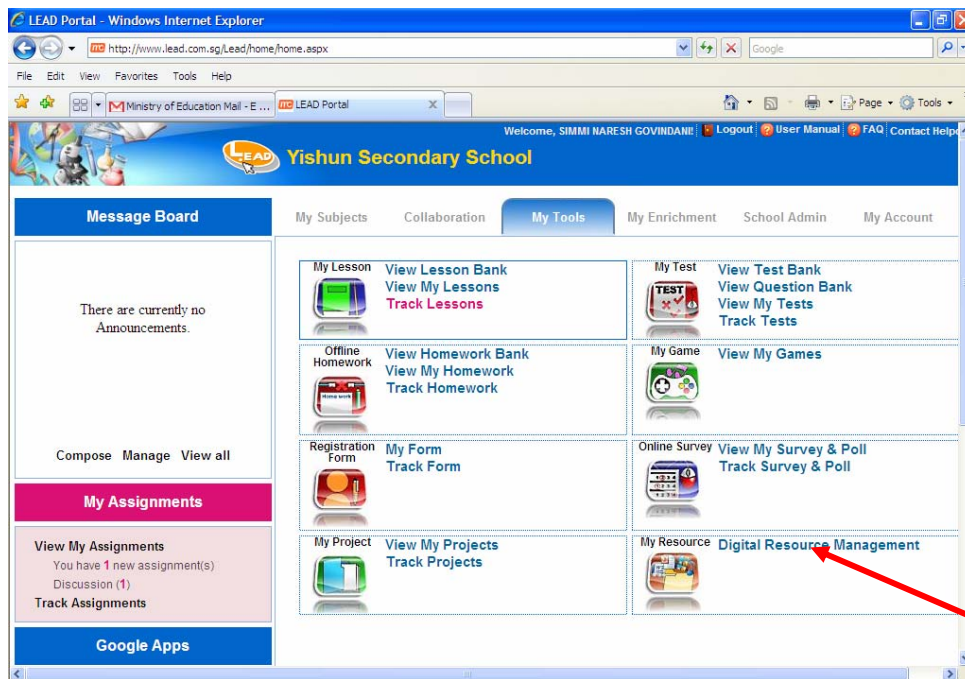 LEAD Portal - Windows Internet Explorer
http://www.lead.com.sg/Lead/home/home.aspx
Google
File Edit View Favorites Tools Help
Ministry of Education Mail - E ...
LEAD Portal
Page
Tools
Welcome, SIMMI NARESH GOVINDANI! Logout User Manual FAQ Contact Helpd
LEAD
Yishun Secondary School
Message Board
My Subjects Collaboration My Tools My Enrichment School Admin My Account
There are currently no
Announcements.
Compose Manage View all
My Assignments
View My Assignments
You have 1 new assignment(s)
Discussion (1)
Track Assignments
Google Apps
My Lesson
View Lesson Bank
View My Lessons
Track Lessons
My Test
TEST
View Test Bank
View Question Bank
View My Tests
Track Tests
Offline
Homework
Home work
View Homework Bank
View My Homework
Track Homework
My Game
View My Games
Registration
Form
My Form
Track Form
Online Survey
View My Survey & Poll
Track Survey & Poll
My Project
View My Projects
Track Projects
My Resource
Digital Resource Management